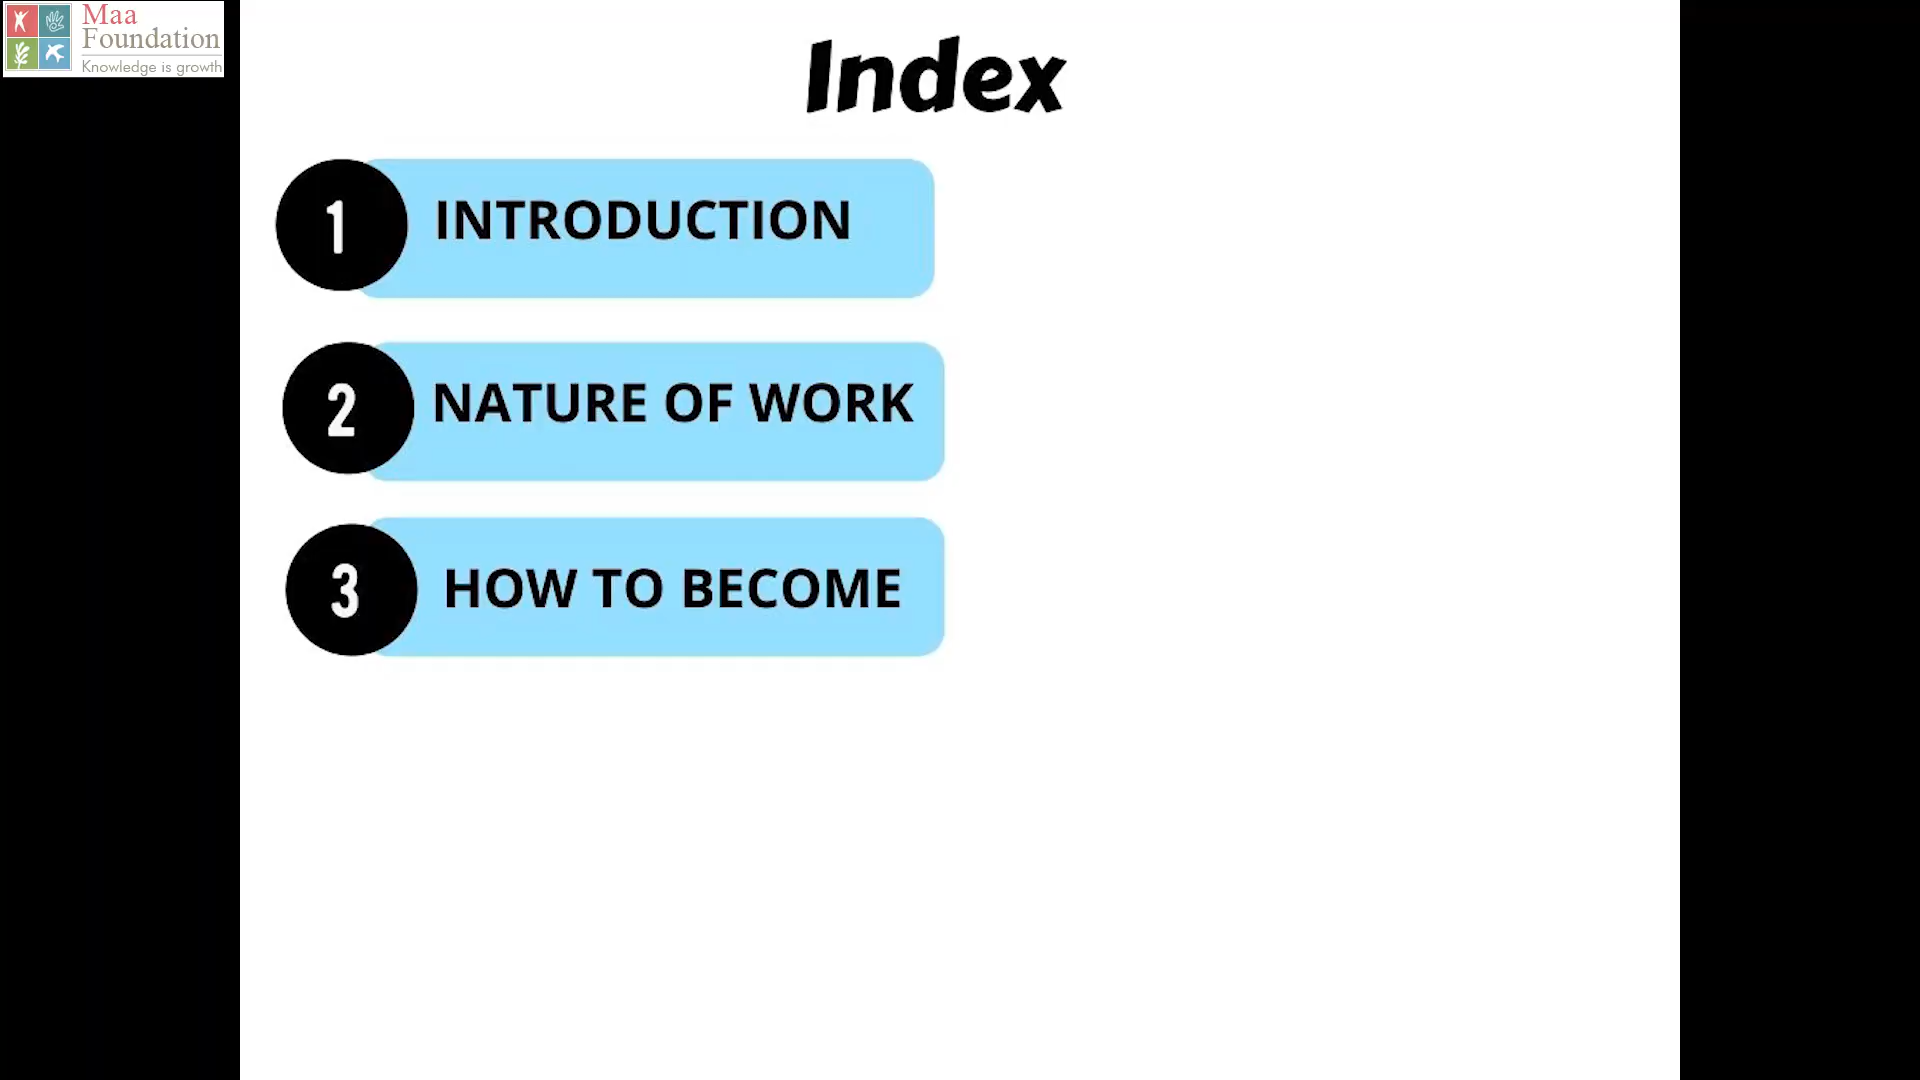 Maa
Foundation
Knowledge is growth
Index
1 INTRODUCTION
2 NATURE OF WORK
3 HOW TO BECOME